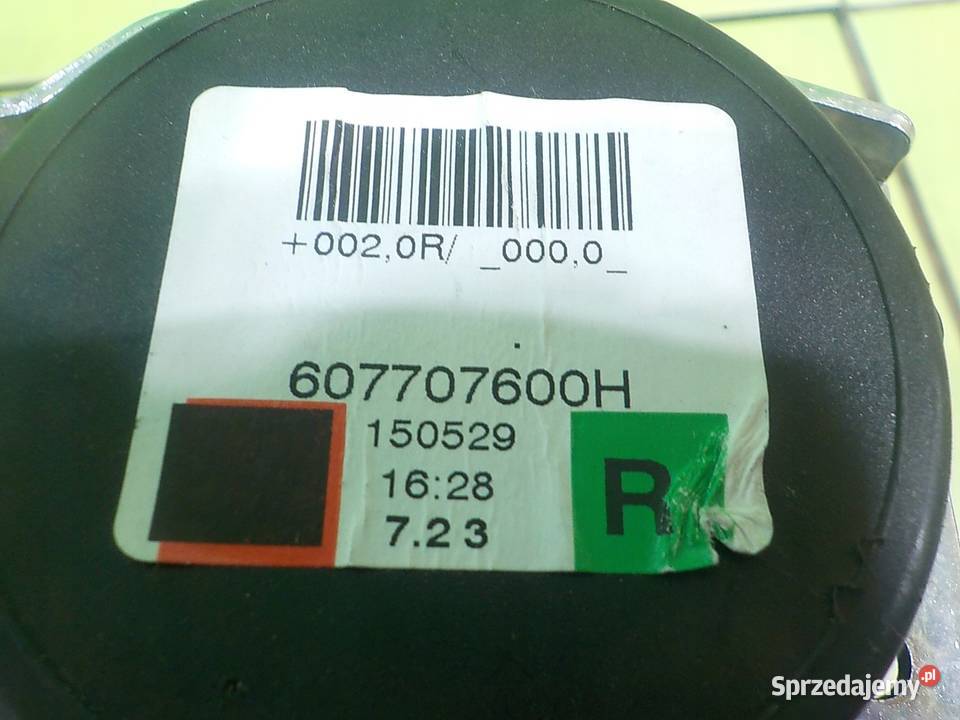 +002,0R/ _000,0_
607707600H
150529
16:28
7.23
R
Sprzedajemy.pl